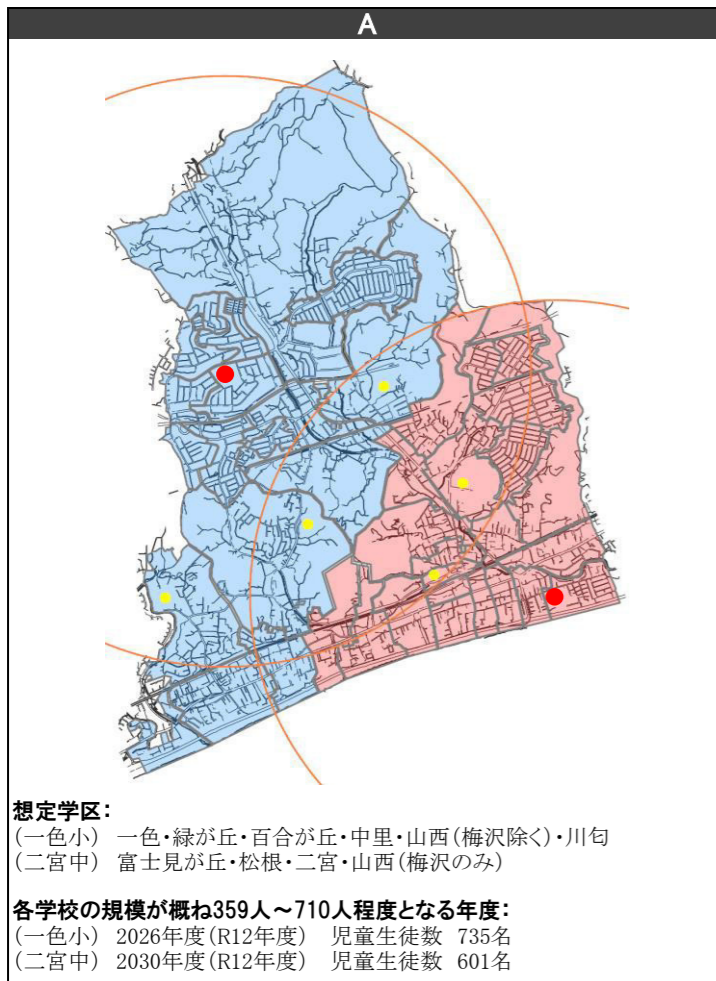 A
想定学区：
(一色小) 一色・緑が丘・百合が丘・中里・山西(梅沢除く)・川匂
(二宮中) 富士見が丘・松根・二宮・山西(梅沢のみ)
各学校の規模が概ね359人～710人程度となる年度：
(一色小) 2026年度(R12年度) 児童生徒数 735名
(二宮中) 2030年度(R12年度) 児童生徒数 601名